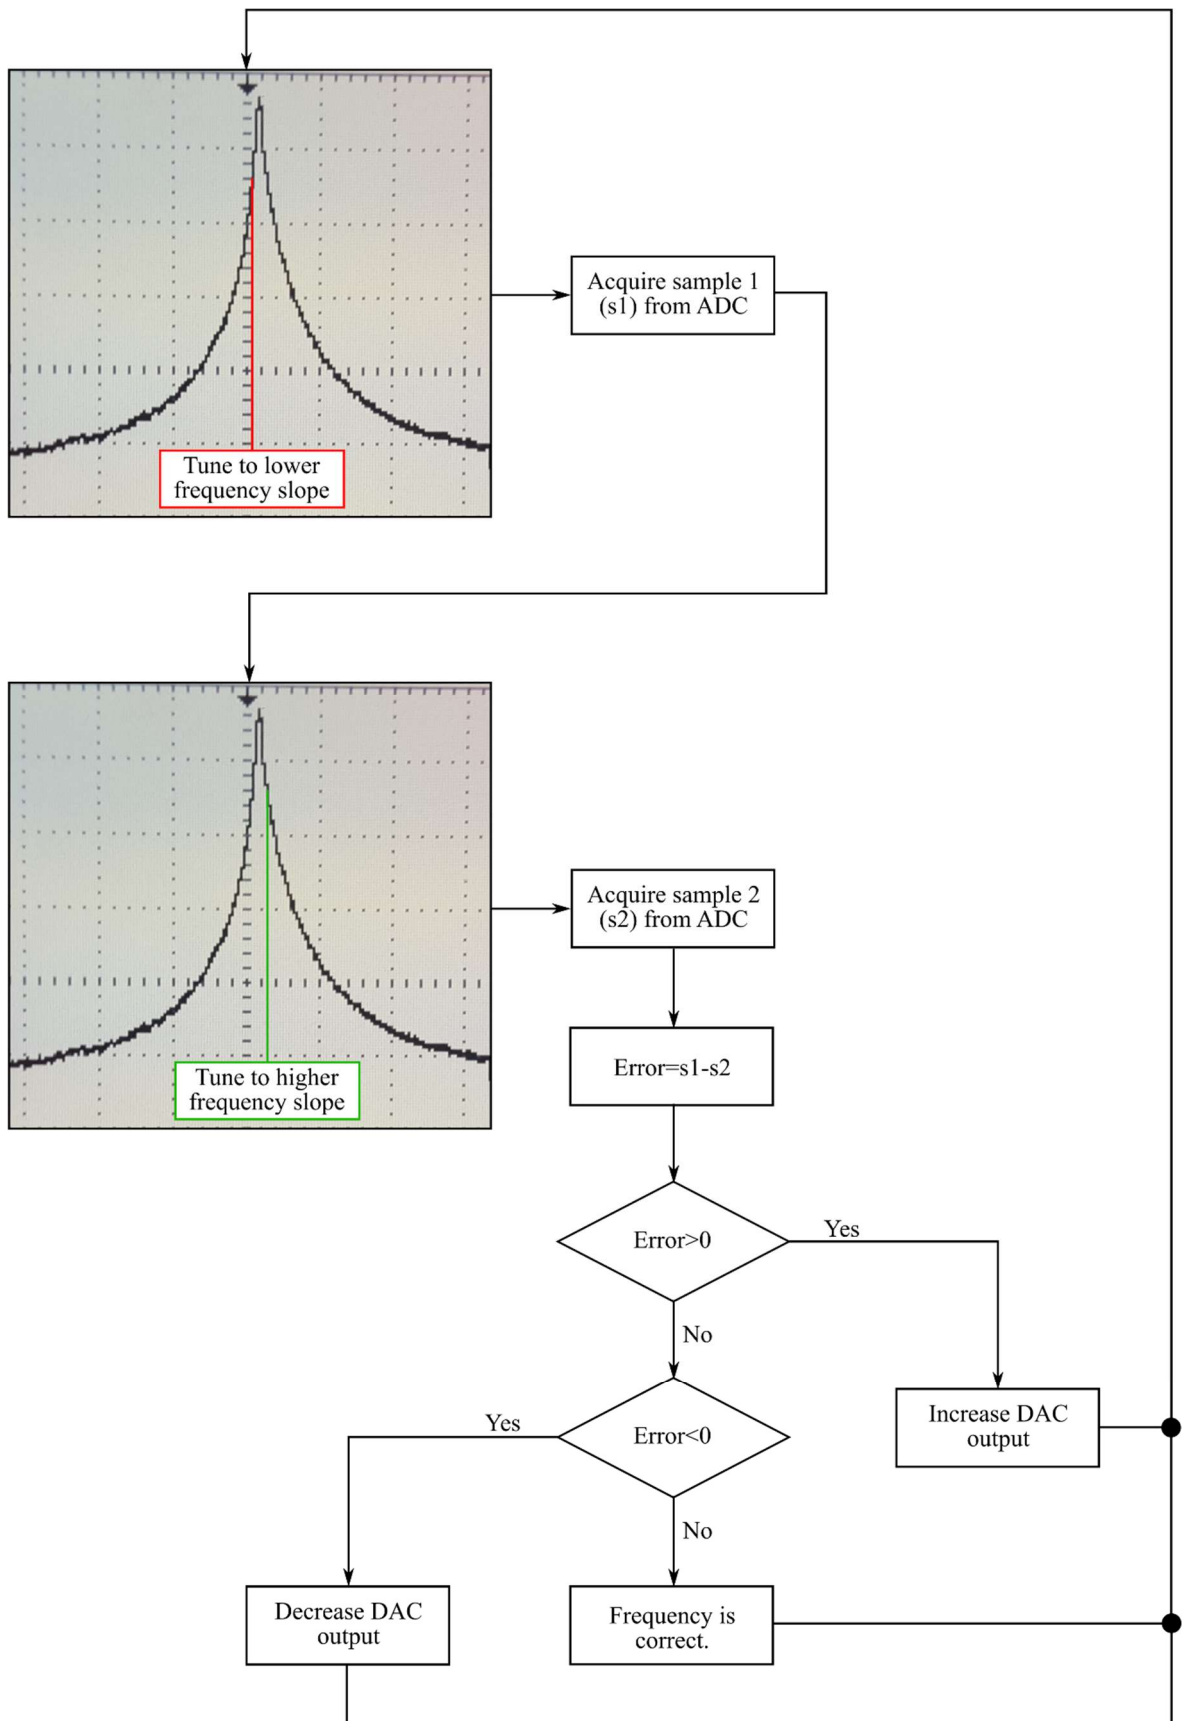 Tune to lower
frequency slope
Acquire sample 1
(s1) from ADC
Tune to higher
frequency slope
Acquire sample 2
(s2) from ADC
Error=s1-s2
Error>0
Yes
No
Increase DAC
output
Error<0
Yes
No
Decrease DAC
output
Frequency is
correct.